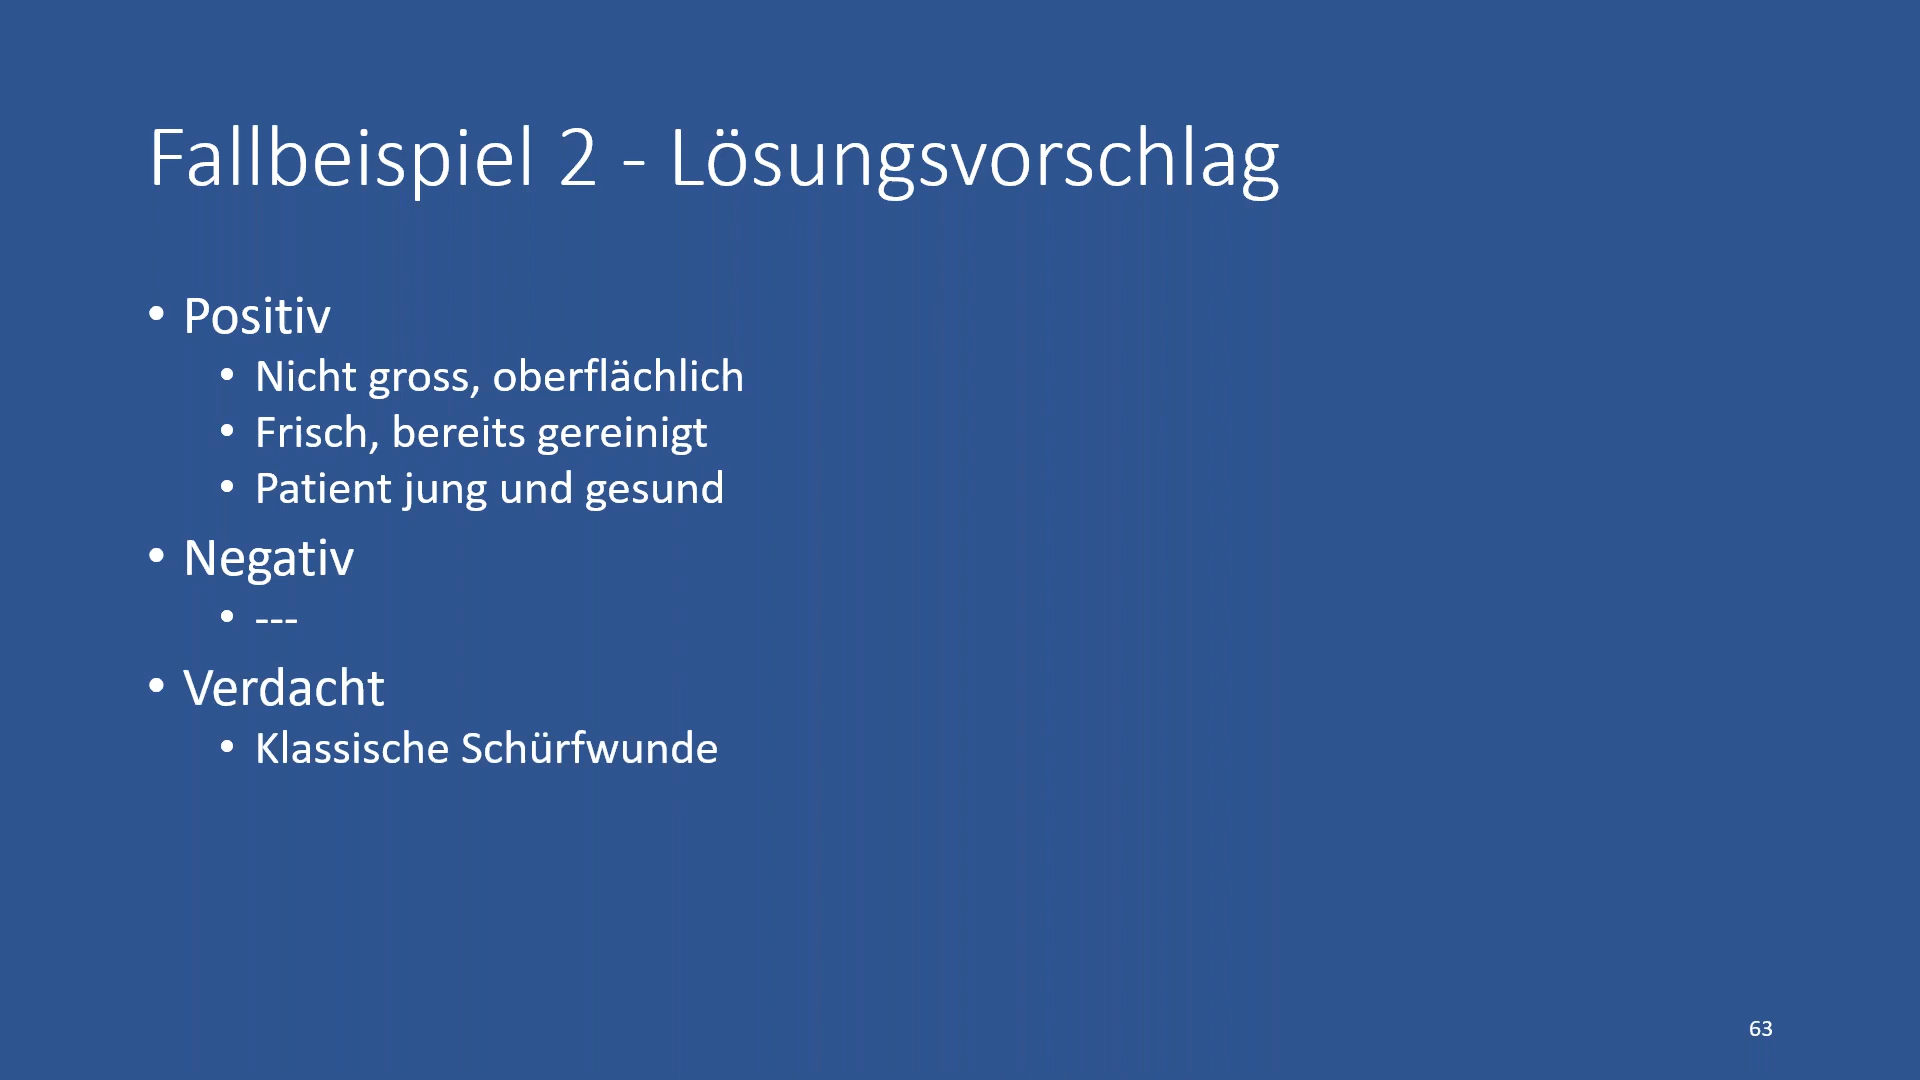 Fallbeispiel 2 - Lösungsvorschlag
• Positiv
• Nicht gross, oberflächlich
• Frisch, bereits gereinigt
• Patient jung und gesund
• Negativ
• ---
• Verdacht
• Klassische Schürfwunde
63